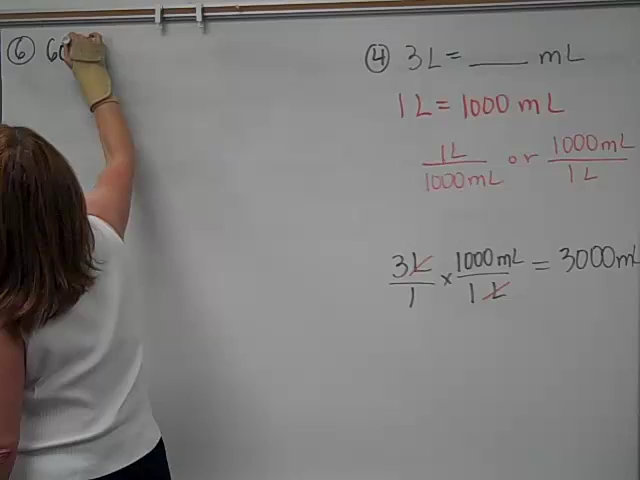 ⑥ 6
④ 3L = ____ mL
1 L = 1000 mL
1L/1000mL or 1000mL/1L
3L/1 × 1000mL/1L = 3000mL